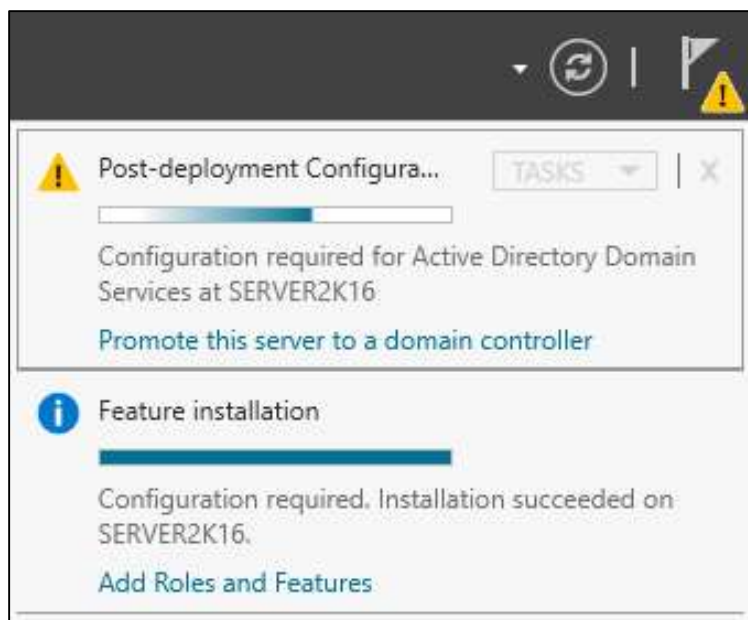 Post-deployment Configura...
TASKS
Configuration required for Active Directory Domain
Services at SERVER2K16
Promote this server to a domain controller
Feature installation
Configuration required. Installation succeeded on
SERVER2K16.
Add Roles and Features